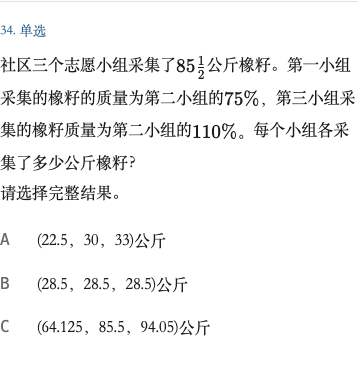 34. 单选
社区三个志愿小组采集了85 1/2公斤橡籽。第一小组
采集的橡籽的质量为第二小组的75%，第三小组采
集的橡籽质量为第二小组的110%。每个小组各采
集了多少公斤橡籽?
请选择完整结果。
A (22.5，30，33)公斤
B (28.5，28.5，28.5)公斤
C (64.125，85.5，94.05)公斤